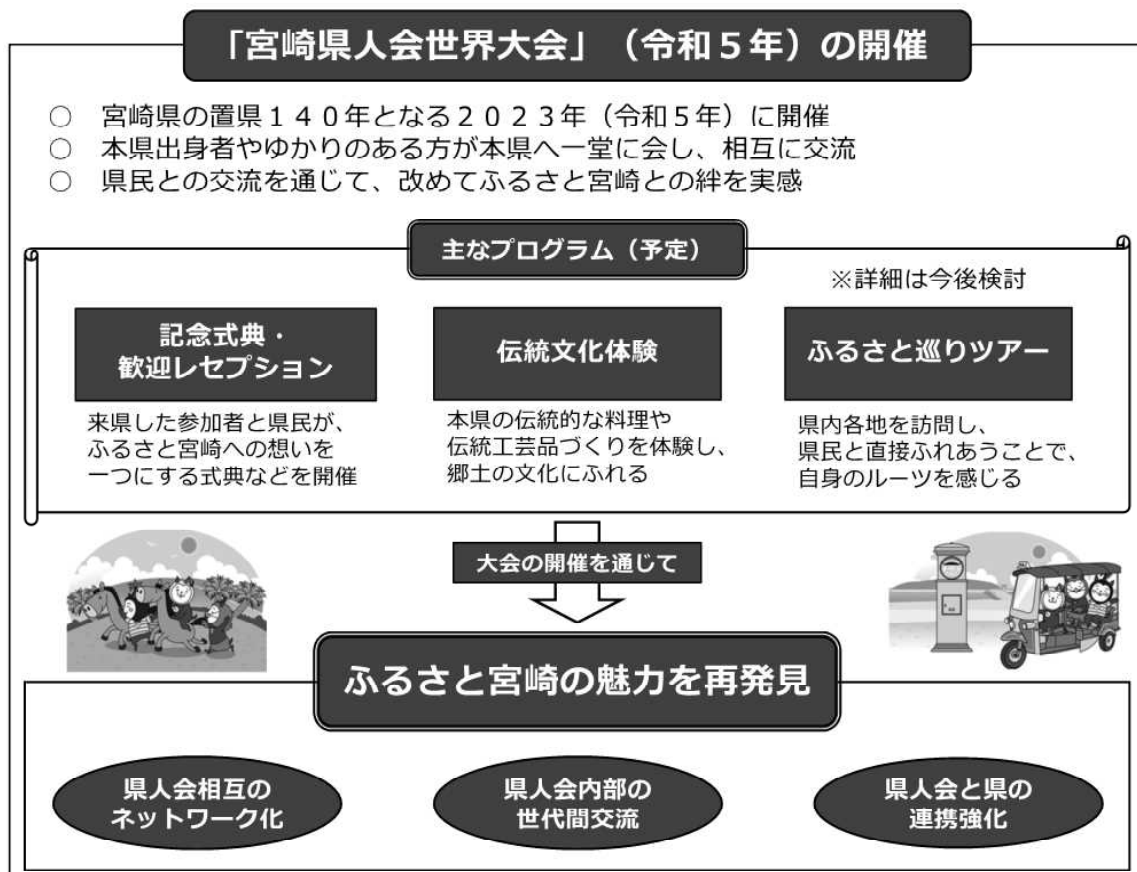 「宮崎県人会世界大会」（令和５年）の開催
○ 宮崎県の置県１４０年となる２０２３年（令和５年）に開催
○ 本県出身者やゆかりのある方が本県へ一堂に会し、相互に交流
○ 県民との交流を通じて、改めてふるさと宮崎との絆を実感
主なプログラム（予定）
※詳細は今後検討
記念式典・
歓迎レセプション
来県した参加者と県民が、
ふるさと宮崎への想いを
一つにする式典などを開催
伝統文化体験
本県の伝統的な料理や
伝統工芸品づくりを体験し、
郷土の文化にふれる
ふるさと巡りツアー
県内各地を訪問し、
県民と直接ふれあうことで、
自身のルーツを感じる
大会の開催を通じて
ふるさと宮崎の魅力を再発見
県人会相互の
ネットワーク化
県人会内部の
世代間交流
県人会と県の
連携強化